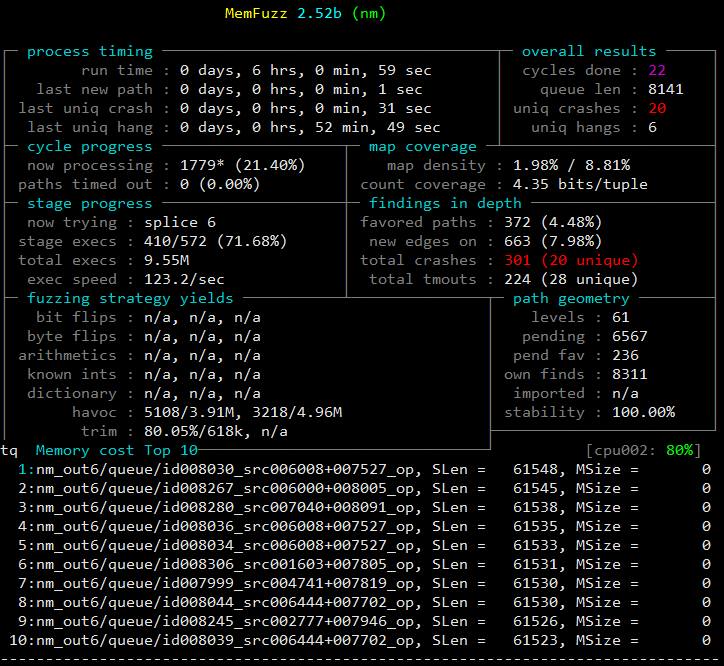 MemFuzz 2.52b (nm)
process timing overall results
run time : 0 days, 6 hrs, 0 min, 59 sec cycles done : 22
last new path : 0 days, 0 hrs, 0 min, 1 sec queue len : 8141
last uniq crash : 0 days, 0 hrs, 0 min, 31 sec uniq crashes : 20
last uniq hang : 0 days, 0 hrs, 52 min, 49 sec uniq hangs : 6
cycle progress map coverage
now processing : 1779* (21.40%) map density : 1.98% / 8.81%
paths timed out : 0 (0.00%) count coverage : 4.35 bits/tuple
stage progress findings in depth
now trying : splice 6 favored paths : 372 (4.48%)
stage execs : 410/572 (71.68%) new edges on : 663 (7.98%)
total execs : 9.55M total crashes : 301 (20 unique)
exec speed : 123.2/sec total tmouts : 224 (28 unique)
fuzzing strategy yields path geometry
bit flips : n/a, n/a, n/a levels : 61
byte flips : n/a, n/a, n/a pending : 6567
arithmetics : n/a, n/a, n/a pend fav : 236
known ints : n/a, n/a, n/a own finds : 8311
dictionary : n/a, n/a, n/a imported : n/a
havoc : 5108/3.91M, 3218/4.96M stability : 100.00%
trim : 80.05%/618k, n/a
tq Memory cost Top 10 [cpu002: 80%]
1:nm_out6/queue/id008030_src006008+007527_op, SLen = 61548, MSize = 0
2:nm_out6/queue/id008267_src006000+008005_op, SLen = 61545, MSize = 0
3:nm_out6/queue/id008280_src007040+008091_op, SLen = 61538, MSize = 0
4:nm_out6/queue/id008036_src006008+007527_op, SLen = 61535, MSize = 0
5:nm_out6/queue/id008034_src006008+007527_op, SLen = 61533, MSize = 0
6:nm_out6/queue/id008306_src001603+007805_op, SLen = 61531, MSize = 0
7:nm_out6/queue/id007999_src004741+007819_op, SLen = 61530, MSize = 0
8:nm_out6/queue/id008044_src006444+007702_op, SLen = 61530, MSize = 0
9:nm_out6/queue/id008245_src002777+007946_op, SLen = 61526, MSize = 0
10:nm_out6/queue/id008039_src006444+007702_op, SLen = 61523, MSize = 0